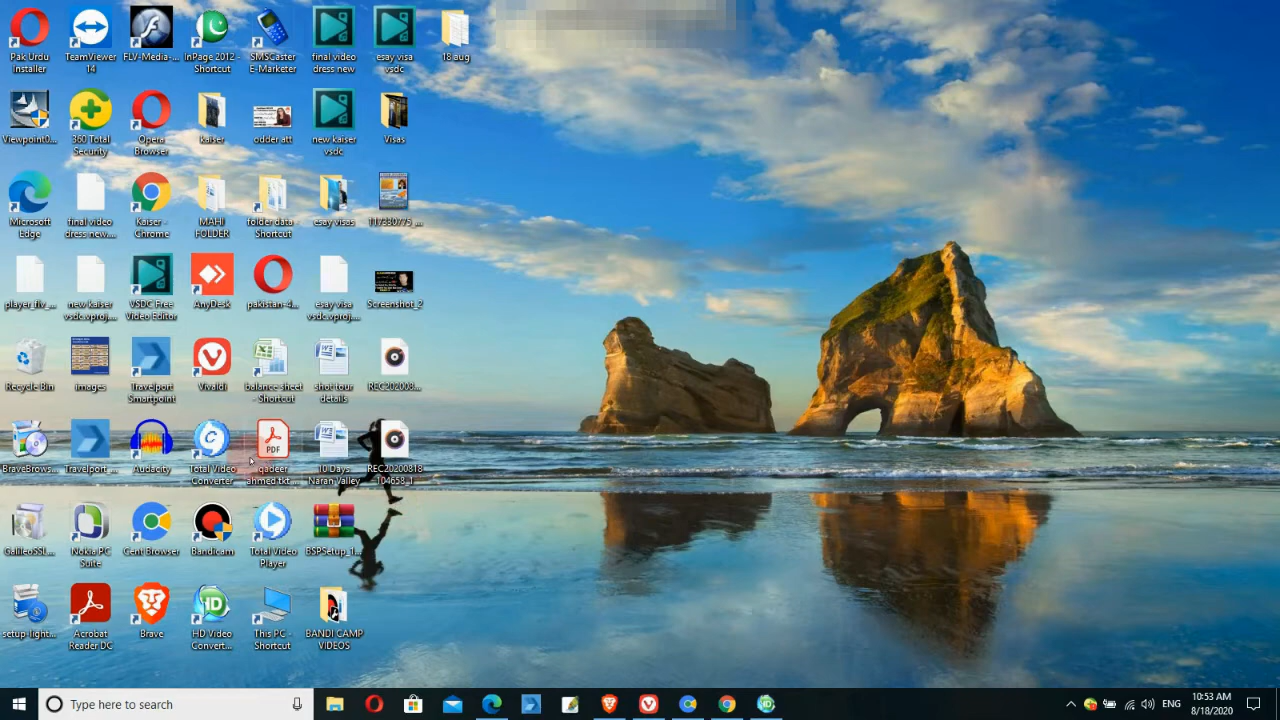 Pak Urdu
Installer
TeamViewer
14
FLV-Media-...
InPage 2012 -
Shortcut
SMSCaster
E-Marketer
final video
dress new
esay visa
vsdc
18 aug
Viewpoint0...
360 Total
Security
Opera
Browser
kaiser
odder att
new kaiser
vsdc
Visas
Microsoft
Edge
final video
dress new....
Kaiser -
Chrome
MAHI
FOLDER
folder data -
Shortcut
esay visas
117330775_...
player_flv_...
new kaiser
vsdc.vproj....
VSDC Free
Video Editor
AnyDesk
pakistan-4...
esay visa
vsdc.vproj....
Screenshot_2
Recycle Bin
images
Travelport
Smartpoint
Vivaldi
balance sheet
- Shortcut
shot tour
details
REC202008...
BraveBrows...
Travelport ...
Audacity
Total Video
Converter
PDF
qadeer
ahmed tkt...
10 Days
Naran Valley
REC20200818
104658_1
GalileoSSL...
Nokia PC
Suite
Cent Browser
Bandicam
Total Video
Player
BSPSetup_1...
setup-light...
Acrobat
Reader DC
Brave
HD Video
Convert...
This PC -
Shortcut
BANDI CAMP
VIDEOS
Type here to search
ENG
10:53 AM
8/18/2020